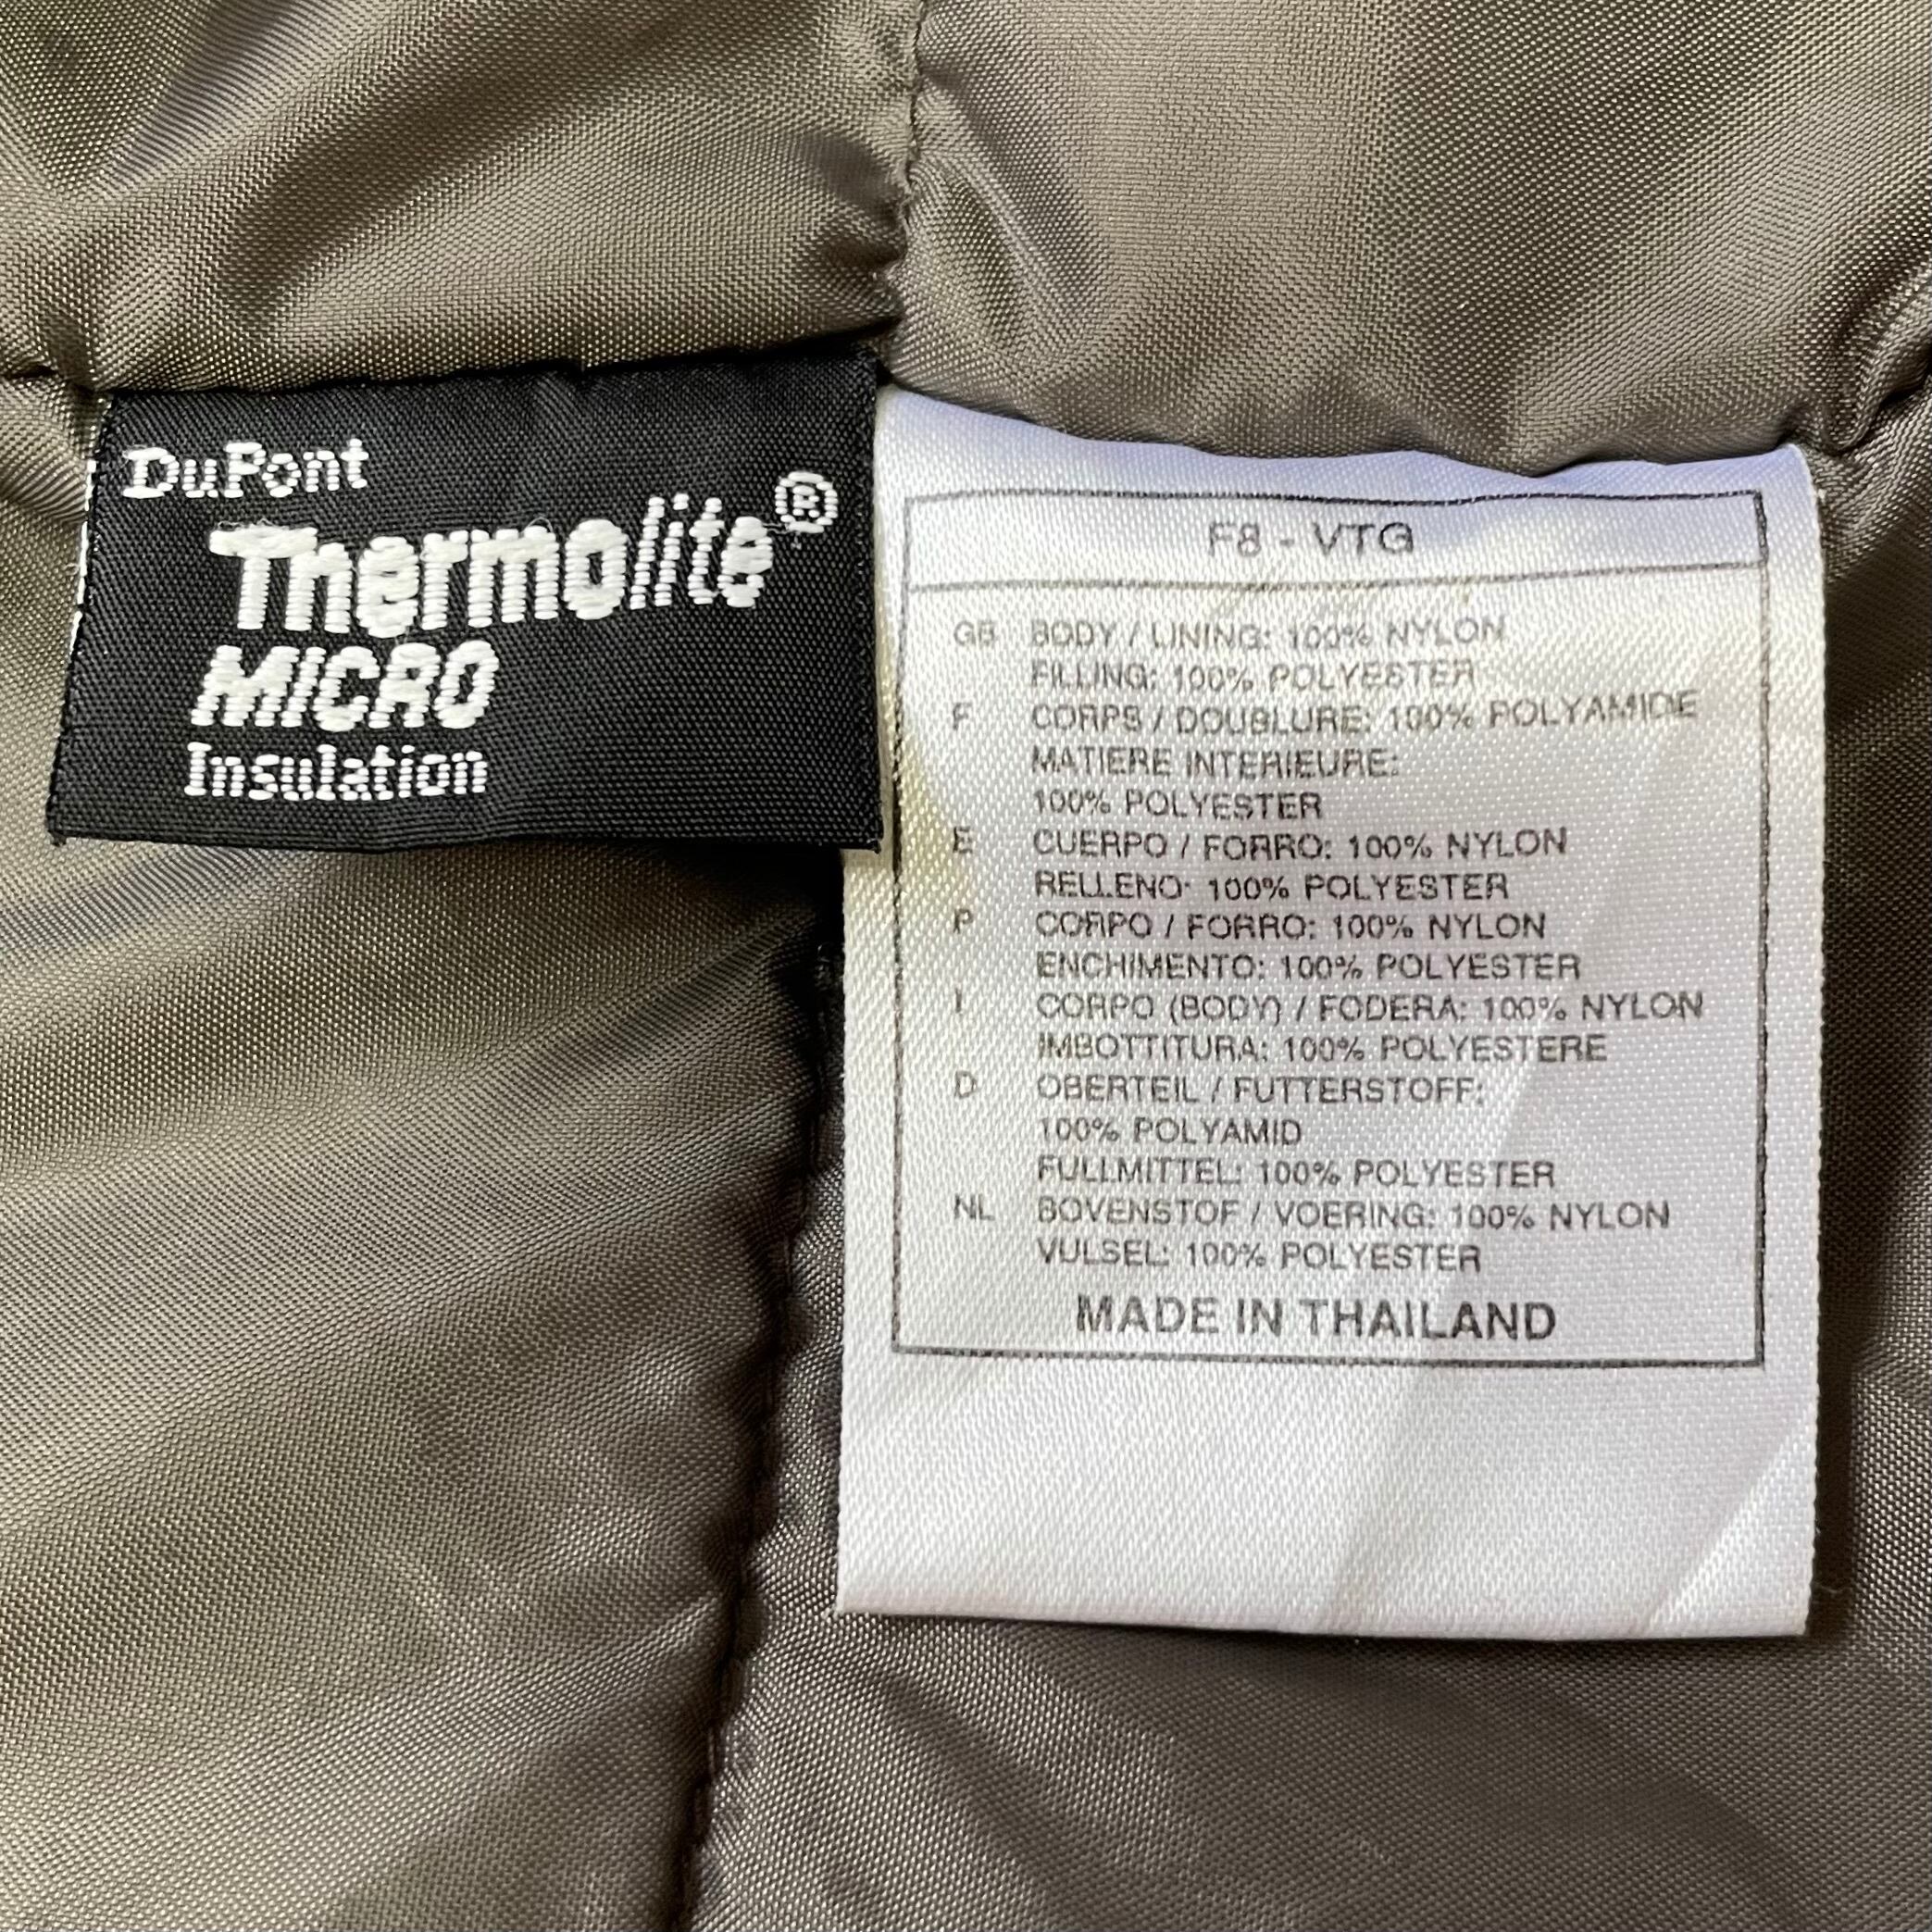 DuPont
Thermolite®
MICRO
Insulation
F8 - VTG
GB BODY / LINING: 100% NYLON
FILLING: 100% POLYESTER
F CORPS / DOUBLURE: 100% POLYAMIDE
MATIERE INTERIEURE:
100% POLYESTER
E CUERPO / FORRO: 100% NYLON
RELLENO: 100% POLYESTER
P CORPO / FORRO: 100% NYLON
ENCHIMENTO: 100% POLYESTER
I CORPO (BODY) / FODERA: 100% NYLON
IMBOTTITURA: 100% POLYESTERE
D OBERTEIL / FUTTERSTOFF:
100% POLYAMID
FULLMITTEL: 100% POLYESTER
NL BOVENSTOF / VOERING: 100% NYLON
VULSEL: 100% POLYESTER
MADE IN THAILAND